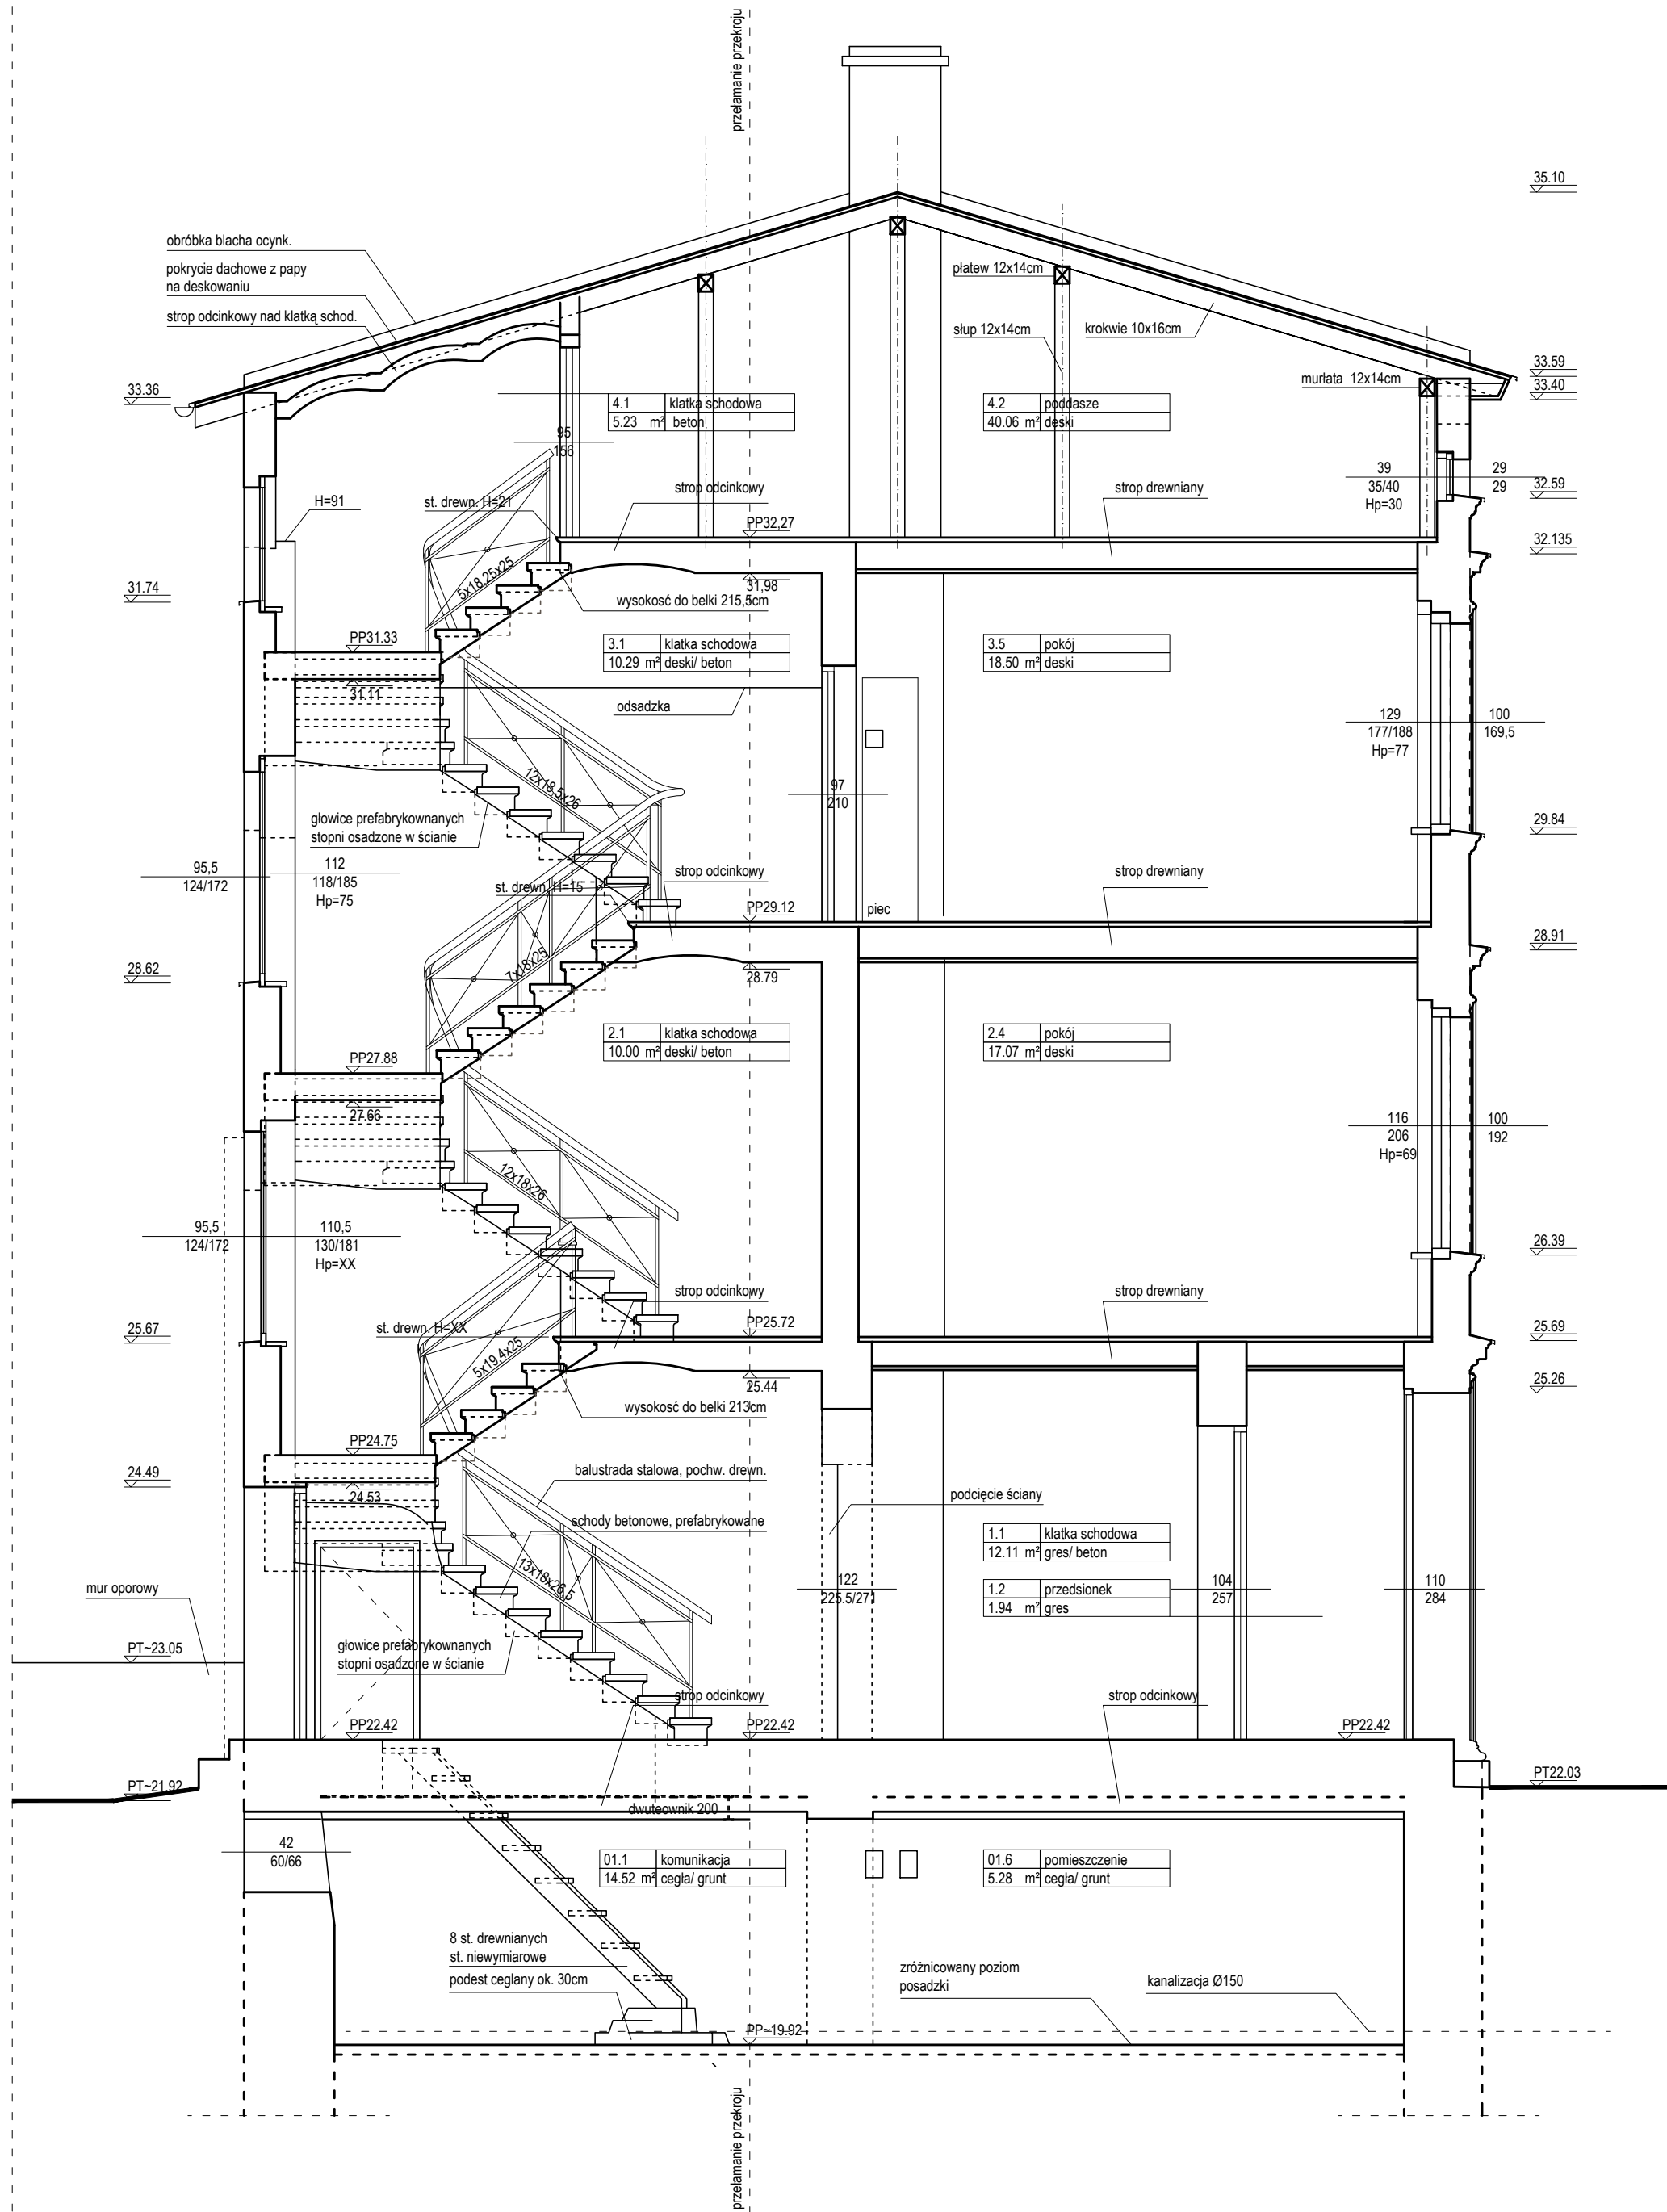 przełamanie przekroju
35.10
obróbka blacha ocynk.
pokrycie dachowe z papy
na deskowaniu
strop odcinkowy nad klatką schod.
płatew 12x14cm
słup 12x14cm
krokwie 10x16cm
murłata 12x14cm
33.36
33.59
33.40
4.1 klatka schodowa
5.23 m² beton
4.2 poddasze
40.06 m² deski
95
156
39
35/40
Hp=30
29
29
32.59
H=91
st. drewn. H=21
strop odcinkowy
strop drewniany
PP32,27
32.135
5x18,25x25
31.74
31,98
wysokosć do belki 215,5cm
PP31.33
3.1 klatka schodowa
10.29 m² deski/ beton
3.5 pokój
18.50 m² deski
31.11
odsadzka
129
177/188
Hp=77
100
169,5
12x18,5x26
97
210
głowice prefabrykownanych
stopni osadzone w ścianie
29.84
95,5
124/172
112
118/185
Hp=75
st. drewn. H=15
strop odcinkowy
strop drewniany
PP29.12
piec
28.91
28.62
7x18x25
28.79
2.1 klatka schodowa
10.00 m² deski/ beton
2.4 pokój
17.07 m² deski
PP27.88
27.66
116
206
Hp=69
100
192
12x18x26
95,5
124/172
110,5
130/181
Hp=XX
26.39
strop odcinkowy
strop drewniany
st. drewn. H=XX
PP25.72
25.67
25.69
5x19.4x25
25.44
25.26
wysokosć do belki 213cm
PP24.75
24.49
24.53
balustrada stalowa, pochw. drewn.
podcięcie ściany
schody betonowe, prefabrykowane
1.1 klatka schodowa
12.11 m² gres/ beton
13x18x26,5
1.2 przedsionek
1.94 m² gres
122
225.5/271
104
257
110
284
mur oporowy
PT~23.05
głowice prefabrykownanych
stopni osadzone w ścianie
strop odcinkowy
strop odcinkowy
PP22.42
PP22.42
PP22.42
PT~21.92
PT22.03
dwuteownik 200
42
60/66
01.1 komunikacja
14.52 m² cegła/ grunt
01.6 pomieszczenie
5.28 m² cegła/ grunt
8 st. drewnianych
st. niewymiarowe
podest ceglany ok. 30cm
zróżnicowany poziom
posadzki
kanalizacja Ø150
PP~19.92
przełamanie przekroju